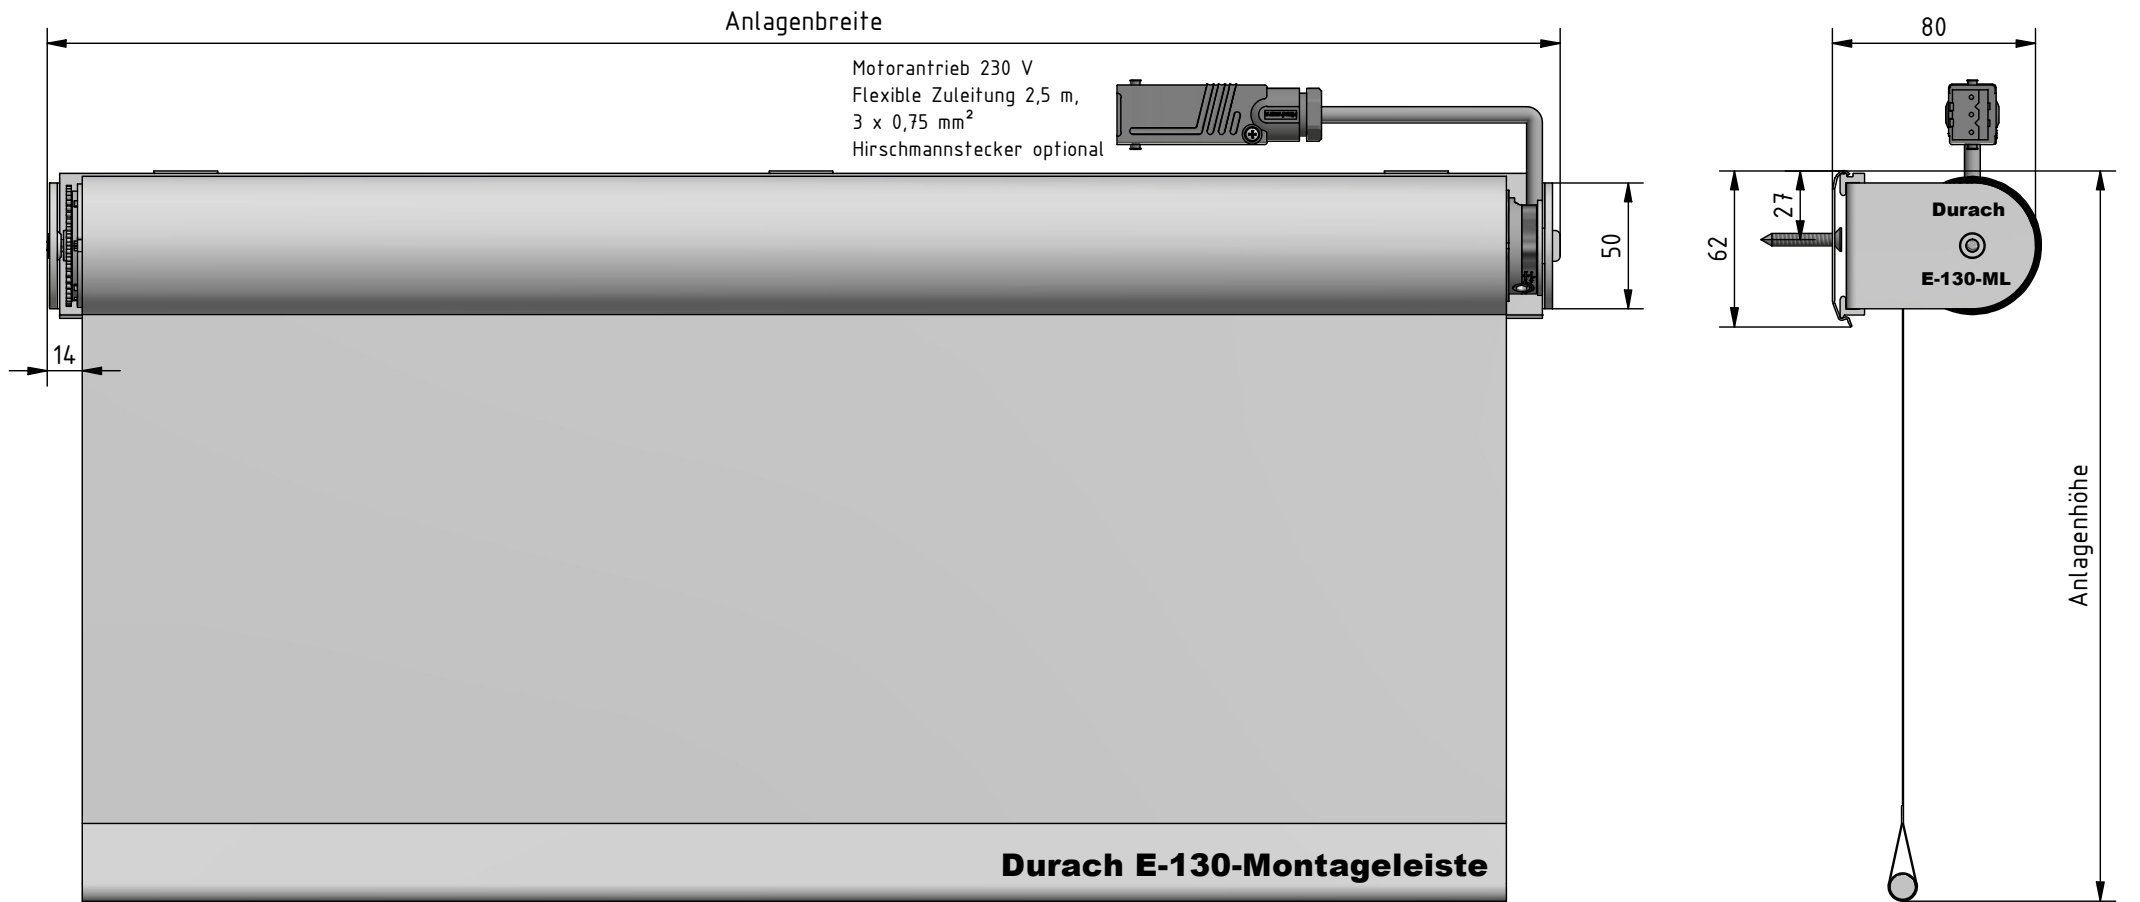 Anlagenbreite
80
Motorantrieb 230 V
Flexible Zuleitung 2,5 m,
3 x 0,75 mm²
Hirschmannstecker optional
27
Durach
50
62
E-130-ML
14
Anlagenhöhe
Durach E-130-Montageleiste